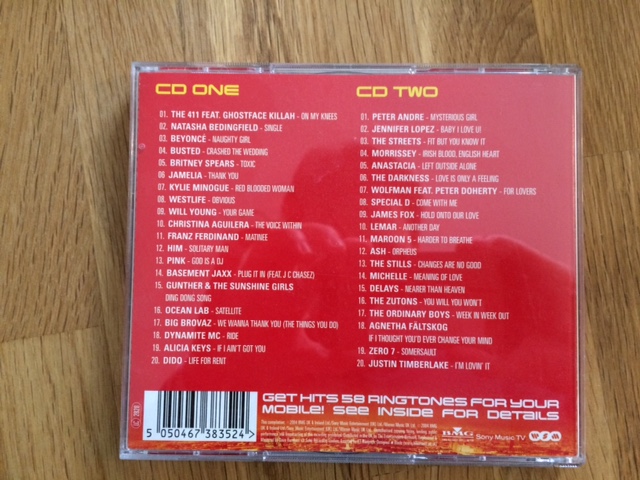 CD ONE
01. THE 411 FEAT. GHOSTFACE KILLAH - ON MY KNEES
02. NATASHA BEDINGFIELD - SINGLE
03. BEYONCÉ - NAUGHTY GIRL
04. BUSTED - CRASHED THE WEDDING
05. BRITNEY SPEARS - TOXIC
06 JAMELIA - THANK YOU
07. KYLIE MINOGUE - RED BLOODED WOMAN
08. WESTLIFE - OBVIOUS
09. WILL YOUNG - YOUR GAME
10. CHRISTINA AGUILERA - THE VOICE WITHIN
11. FRANZ FERDINAND - MATINEE
12. HIM - SOLITARY MAN
13. PINK - GOD IS A DJ
14. BASEMENT JAXX - PLUG IT IN (FEAT. J C CHASEZ)
15. GUNTHER & THE SUNSHINE GIRLS
DING DONG SONG
16. OCEAN LAB - SATELLITE
17. BIG BROVAZ - WE WANNA THANK YOU (THE THINGS YOU DO)
18. DYNAMITE MC - RIDE
19. ALICIA KEYS - IF I AIN'T GOT YOU
20. DIDO - LIFE FOR RENT
CD TWO
01. PETER ANDRE - MYSTERIOUS GIRL
02. JENNIFER LOPEZ - BABY I LOVE U!
03. THE STREETS - FIT BUT YOU KNOW IT
04. MORRISSEY - IRISH BLOOD, ENGLISH HEART
05. ANASTACIA - LEFT OUTSIDE ALONE
06. THE DARKNESS - LOVE IS ONLY A FEELING
07. WOLFMAN FEAT. PETER DOHERTY - FOR LOVERS
08. SPECIAL D - COME WITH ME
09. JAMES FOX - HOLD ONTO OUR LOVE
10. LEMAR - ANOTHER DAY
11. MAROON 5 - HARDER TO BREATHE
12. ASH - ORPHEUS
13. THE STILLS - CHANGES ARE NO GOOD
14. MICHELLE - MEANING OF LOVE
15. DELAYS - NEARER THAN HEAVEN
16. THE ZUTONS - YOU WILL YOU WON'T
17. THE ORDINARY BOYS - WEEK IN WEEK OUT
18. AGNETHA FÄLTSKOG
IF I THOUGHT YOU'D EVER CHANGE YOUR MIND
19. ZERO 7 - SOMERSAULT
20. JUSTIN TIMBERLAKE - I'M LOVIN' IT
GET HITS 58 RINGTONES FOR YOUR
MOBILE! SEE INSIDE FOR DETAILS
5 050467 383524
BMG
Sony Music TV
WSM